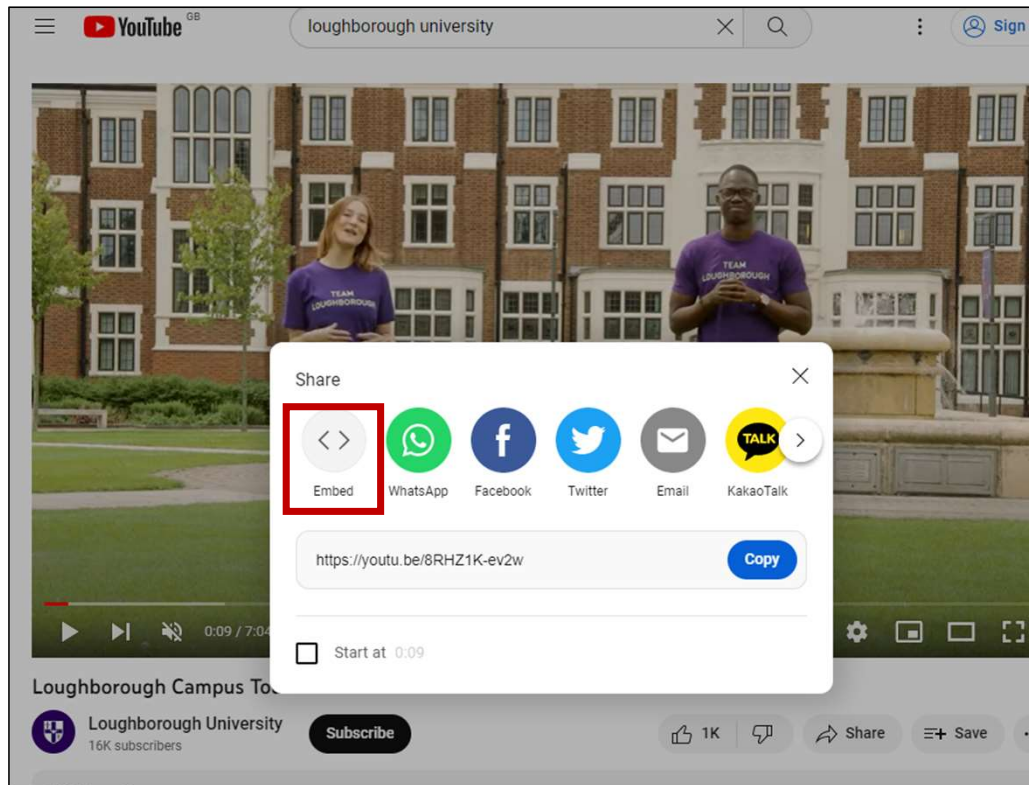 YouTube GB
loughborough university
Sign
TEAM
LOUGHBOROUGH
TEAM
LOUGHBOROUGH
Share
Embed
WhatsApp
Facebook
Twitter
TALK
Email
KakaoTalk
https://youtu.be/8RHZ1K-ev2w
Copy
0:09 / 7:04
Start at 0:09
Loughborough Campus
Loughborough University
16K subscribers
Subscribe
1K
Share
Save